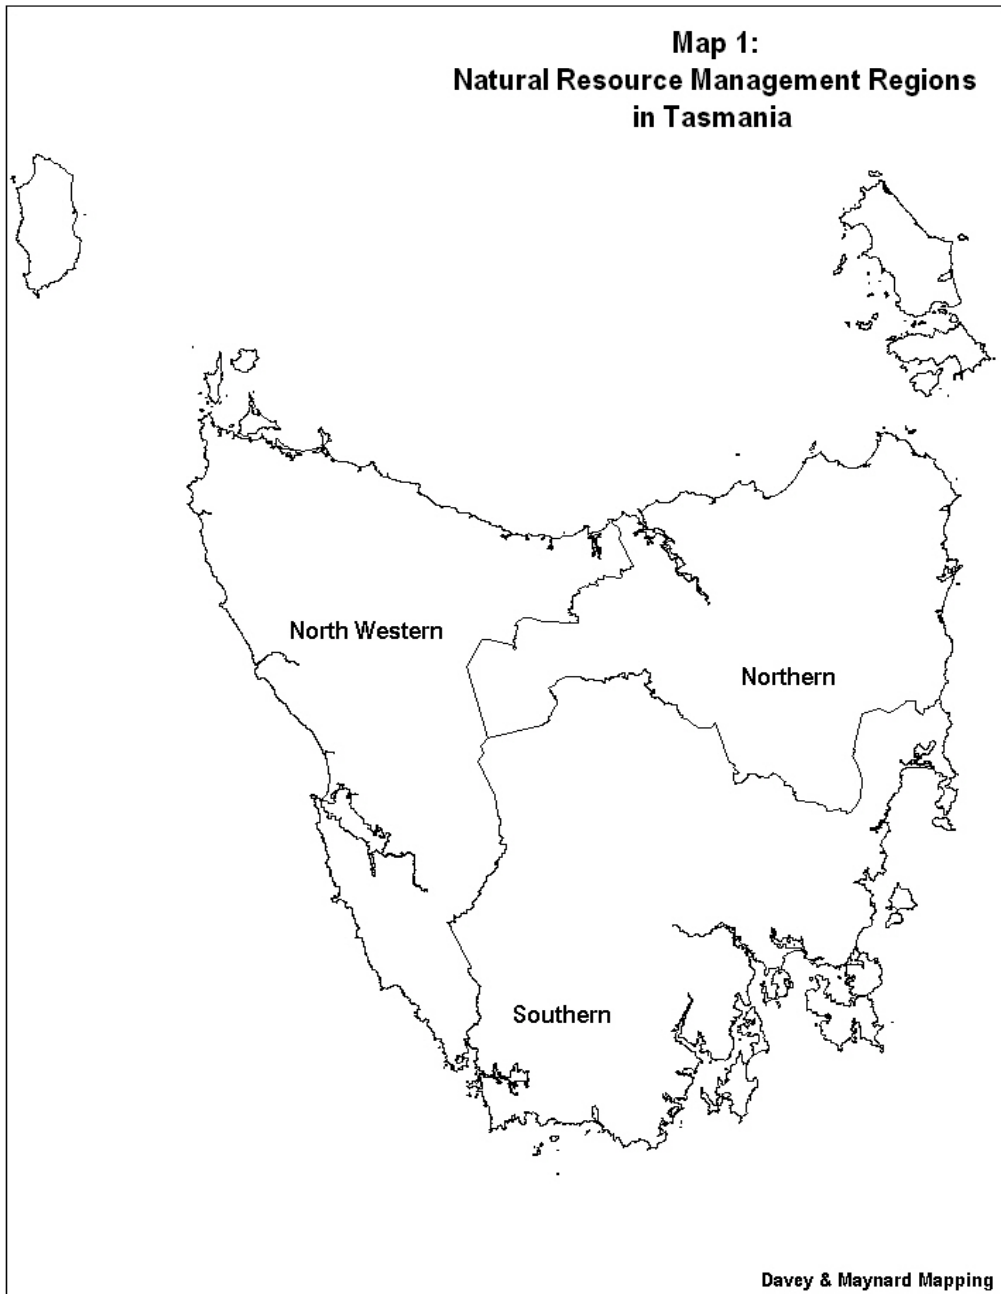 Map 1:
Natural Resource Management Regions
in Tasmania
North Western
Northern
Southern
Davey & Maynard Mapping